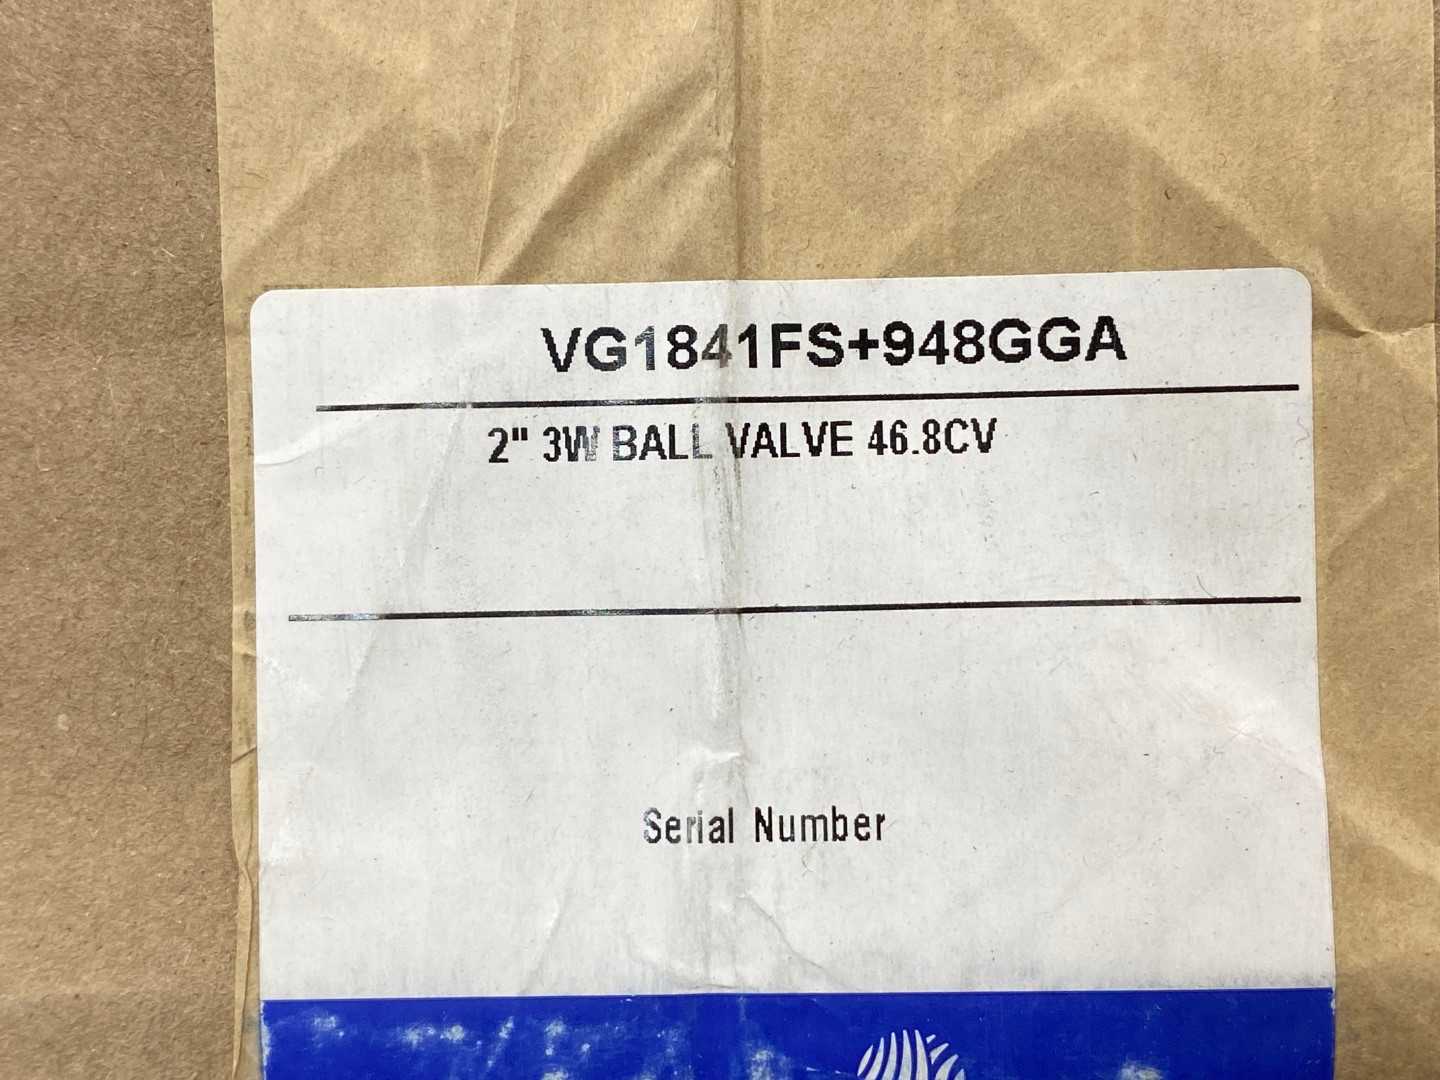 VG1841FS+948GGA
2" 3W BALL VALVE 46.8CV
Serial Number